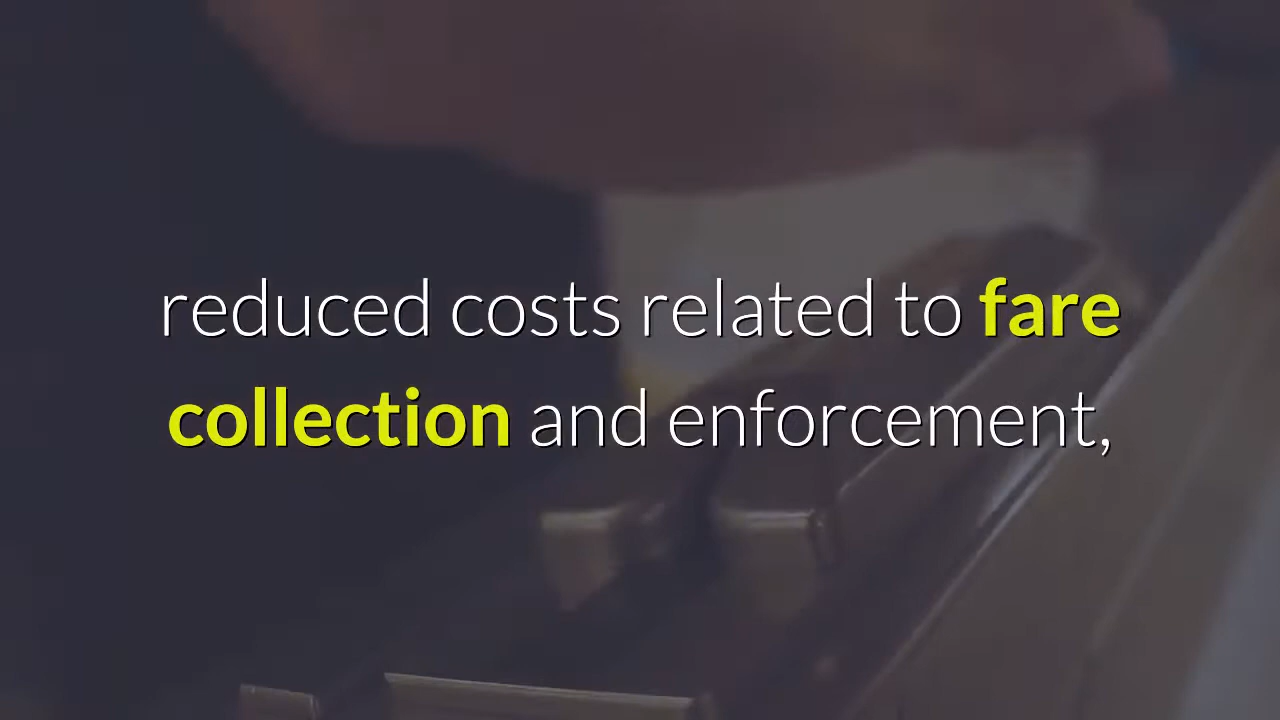 reduced costs related to fare
collection and enforcement,